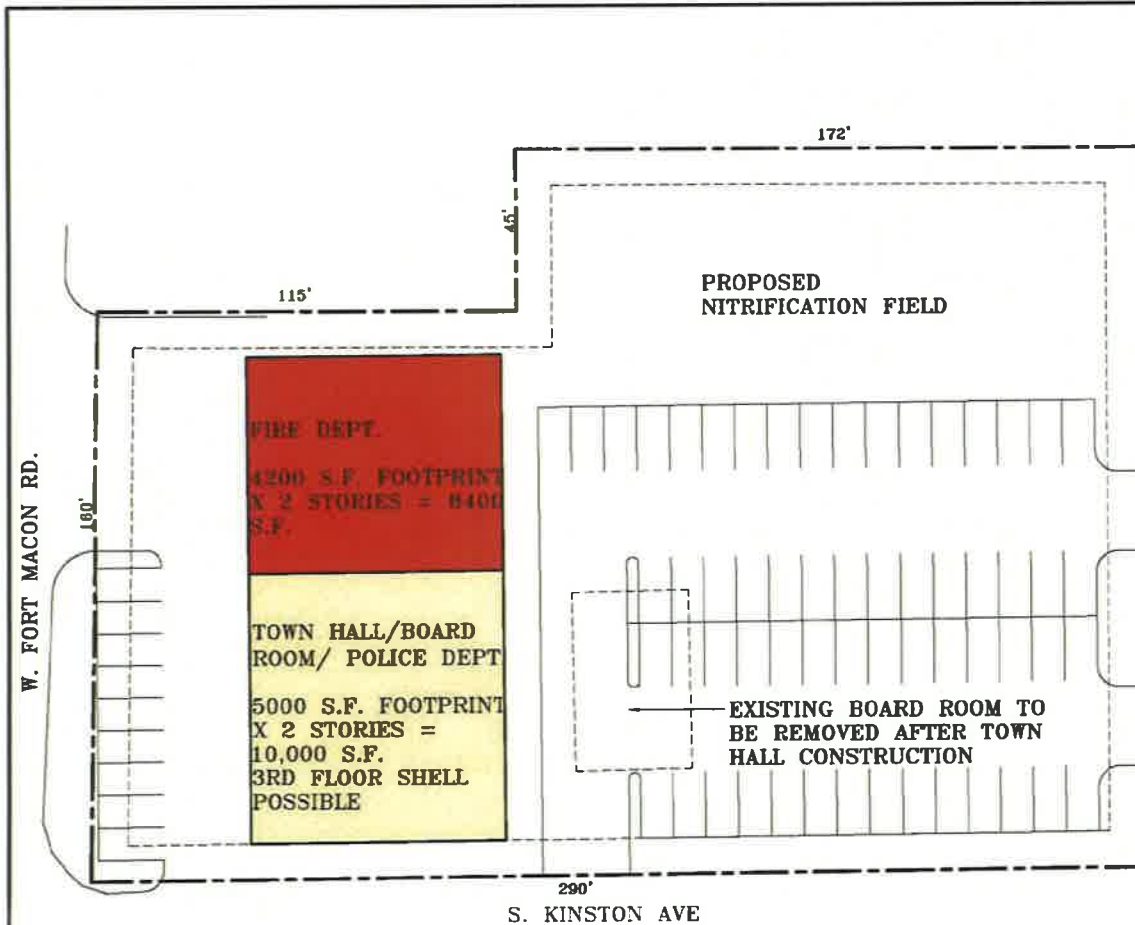 172'
45'
115'
PROPOSED
NITRIFICATION FIELD
W. FORT MACON RD.
160'
FIRE DEPT.
4200 S.F. FOOTPRINT
X 2 STORIES = 8400
S.F.
TOWN HALL/BOARD
ROOM/ POLICE DEPT
5000 S.F. FOOTPRINT
X 2 STORIES =
10,000 S.F.
3RD FLOOR SHELL
POSSIBLE
EXISTING BOARD ROOM TO
BE REMOVED AFTER TOWN
HALL CONSTRUCTION
290'
S. KINSTON AVE